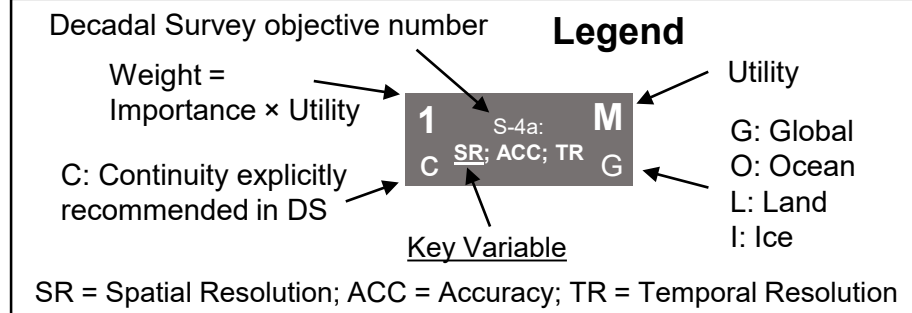 Decadal Survey objective number
Legend
Weight =
Importance × Utility
Utility
1
S-4a:
M
C
SR; ACC; TR
G
C: Continuity explicitly
recommended in DS
G: Global
O: Ocean
L: Land
I: Ice
Key Variable
SR = Spatial Resolution; ACC = Accuracy; TR = Temporal Resolution